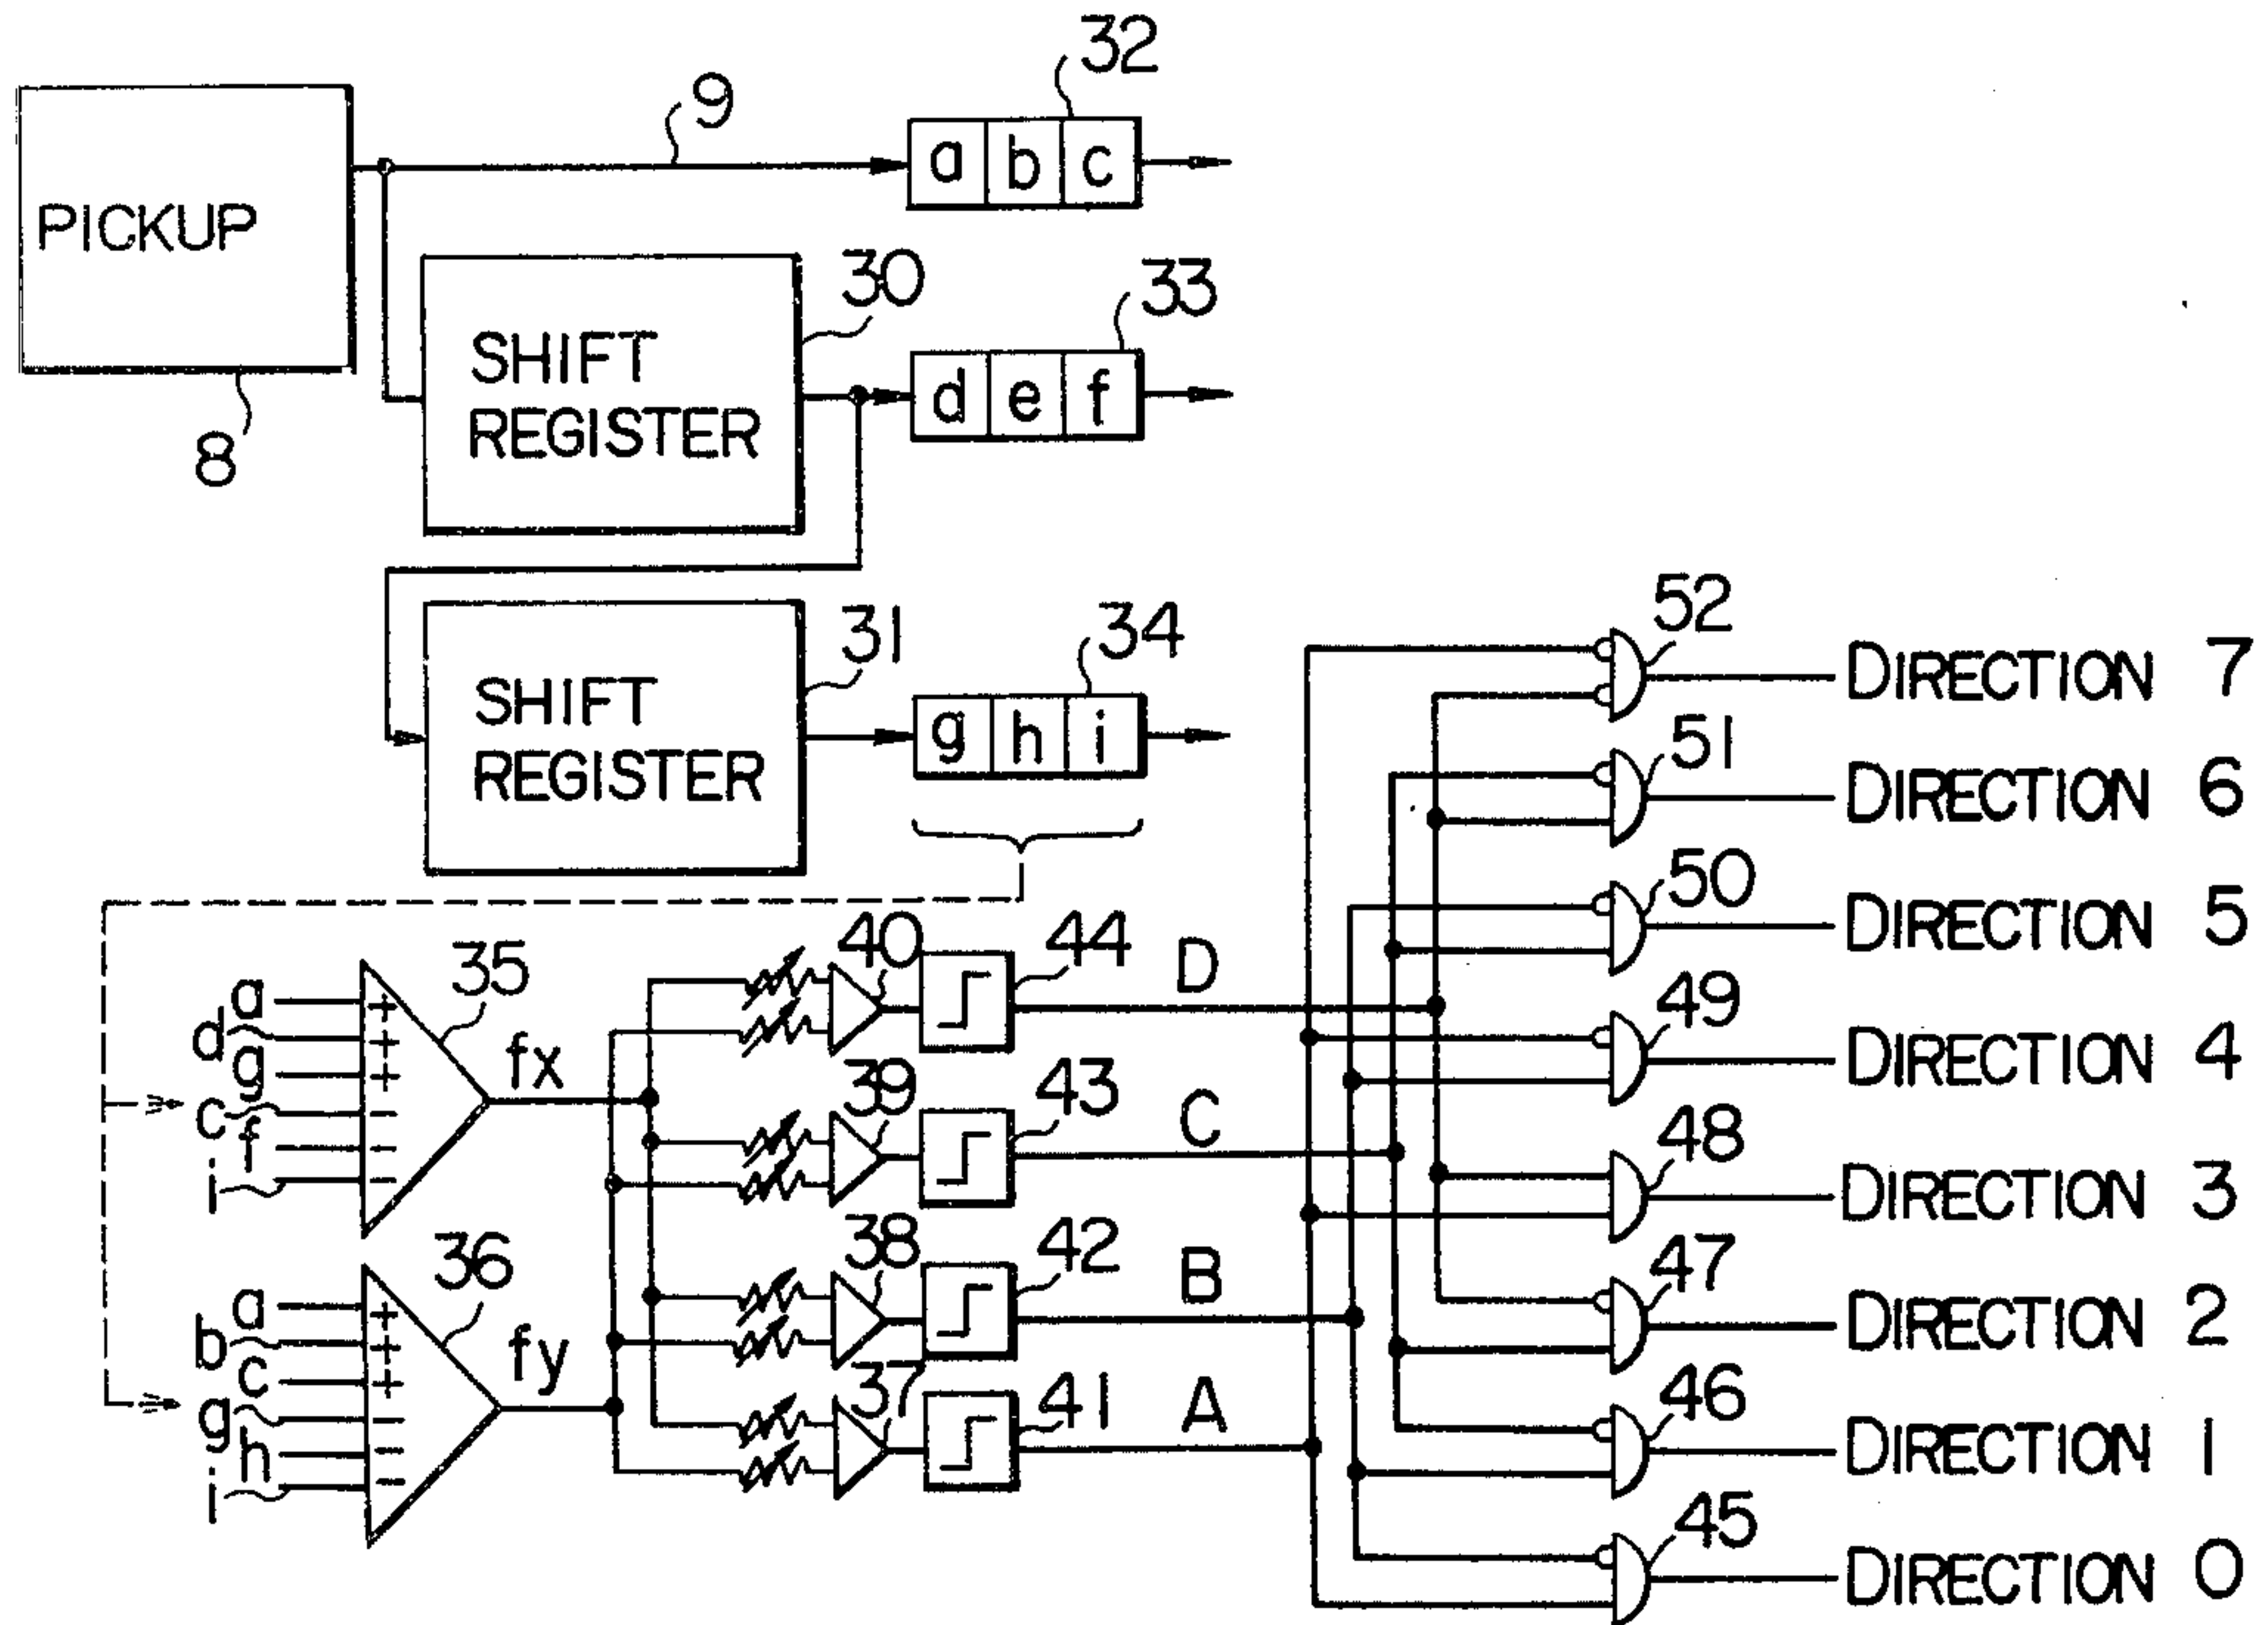 32
9
a b c
PICKUP
30
33
SHIFT
REGISTER
d e f
8
31
34
SHIFT
REGISTER
g h i
52
DIRECTION 7
51
DIRECTION 6
50
DIRECTION 5
49
DIRECTION 4
48
DIRECTION 3
47
DIRECTION 2
46
DIRECTION 1
45
DIRECTION 0
35
a +
d +
g +
c −
f −
i −
fx
36
a +
b +
c +
g −
h −
i −
fy
40
44
D
39
43
C
38
42
B
37
41
A